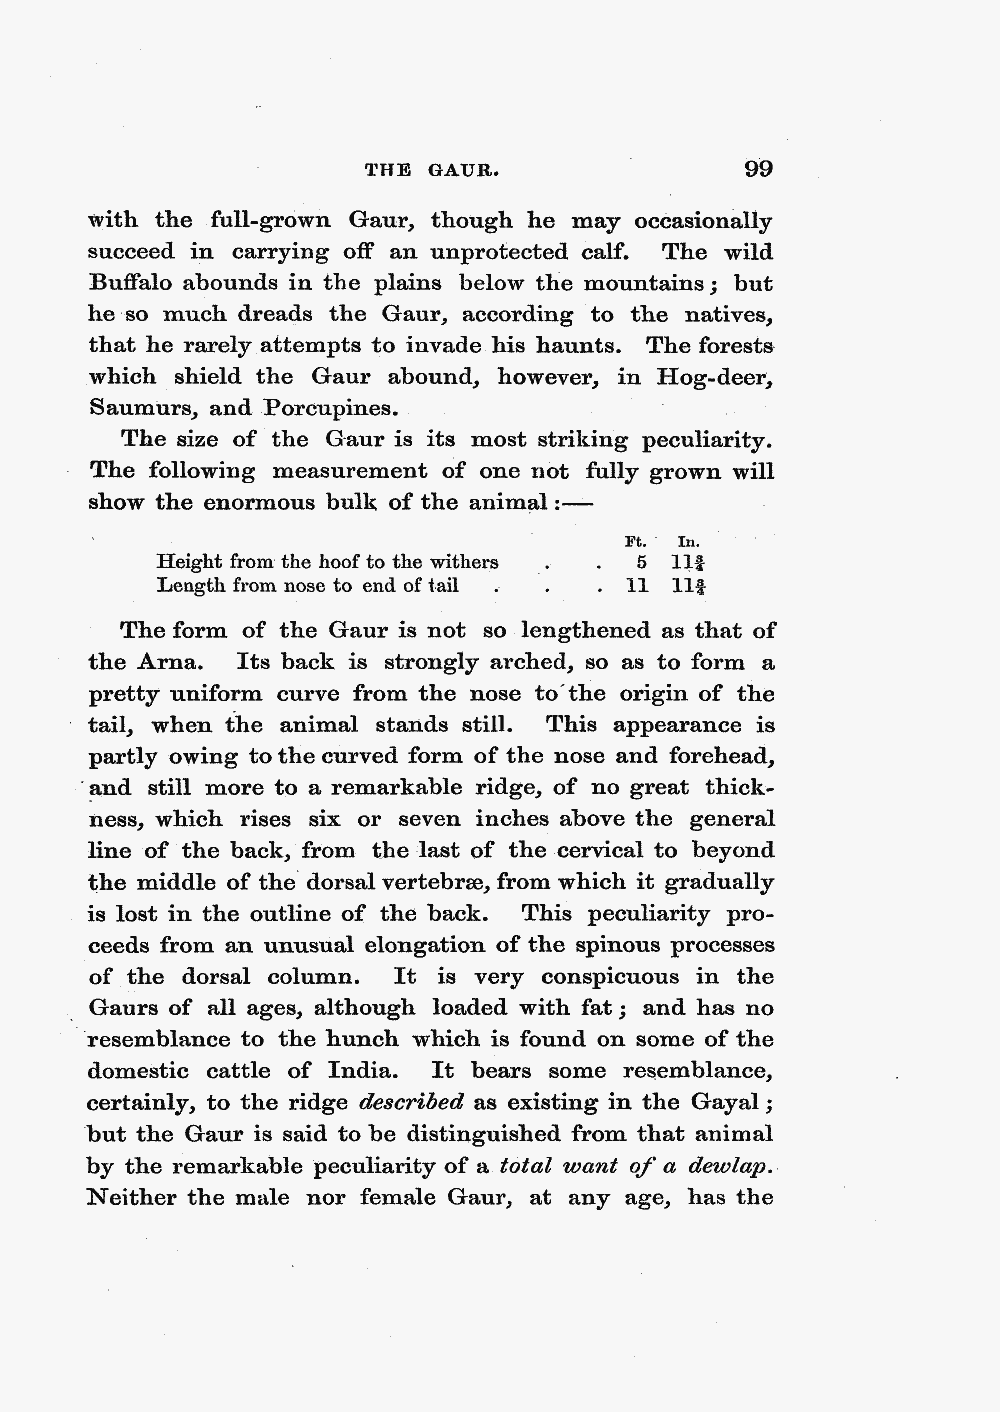 THE GAUR. 99
with the full-grown Gaur, though he may occasionally
succeed in carrying off an unprotected calf. The wild
Buffalo abounds in the plains below the mountains; but
he so much dreads the Gaur, according to the natives,
that he rarely attempts to invade his haunts. The forests
which shield the Gaur abound, however, in Hog-deer,
Saumurs, and Porcupines.
The size of the Gaur is its most striking peculiarity.
The following measurement of one not fully grown will
show the enormous bulk of the animal:—
Ft. In.
Height from the hoof to the withers . . 5 11¾
Length from nose to end of tail . . . 11 11¾
The form of the Gaur is not so lengthened as that of
the Arna. Its back is strongly arched, so as to form a
pretty uniform curve from the nose to the origin of the
tail, when the animal stands still. This appearance is
partly owing to the curved form of the nose and forehead,
and still more to a remarkable ridge, of no great thick-
ness, which rises six or seven inches above the general
line of the back, from the last of the cervical to beyond
the middle of the dorsal vertebræ, from which it gradually
is lost in the outline of the back. This peculiarity pro-
ceeds from an unusual elongation of the spinous processes
of the dorsal column. It is very conspicuous in the
Gaurs of all ages, although loaded with fat; and has no
resemblance to the hunch which is found on some of the
domestic cattle of India. It bears some resemblance,
certainly, to the ridge described as existing in the Gayal;
but the Gaur is said to be distinguished from that animal
by the remarkable peculiarity of a total want of a dewlap.
Neither the male nor female Gaur, at any age, has the